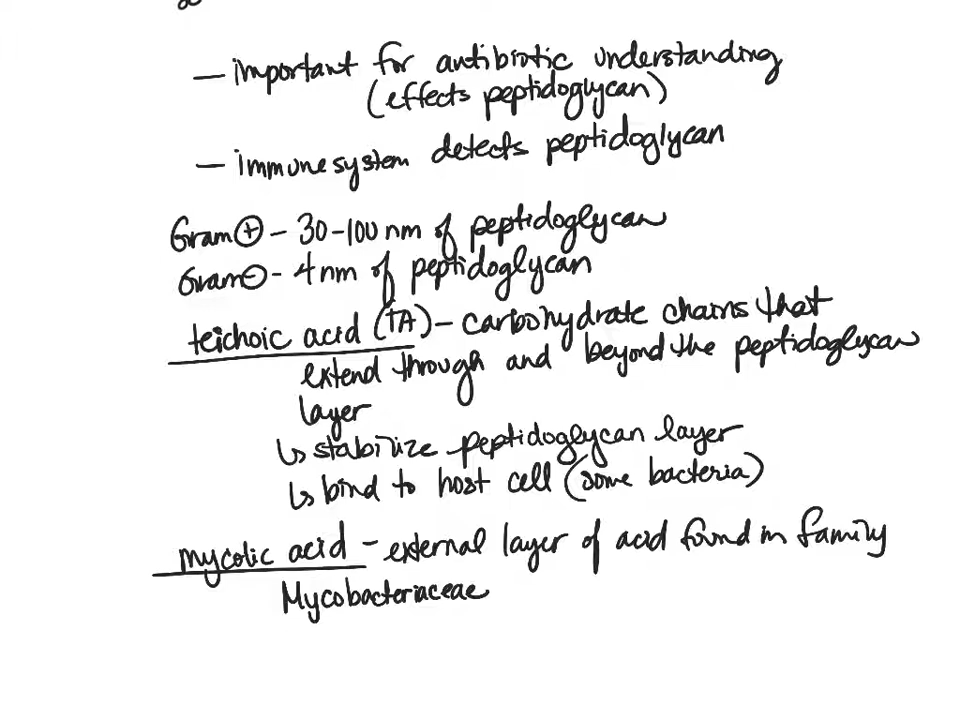 — important for antibiotic understanding
(effects peptidoglycan)
— immune system detects peptidoglycan
Gram⊕ – 30-100 nm of peptidoglycan
Gram⊖ - 4 nm of peptidoglycan
teichoic acid (TA) – carbohydrate chains that
extend through and beyond the peptidoglycan
layer
↳ stabilize peptidoglycan layer
↳ bind to host cell (some bacteria)
mycolic acid – external layer of acid found in family
Mycobacteriaceae